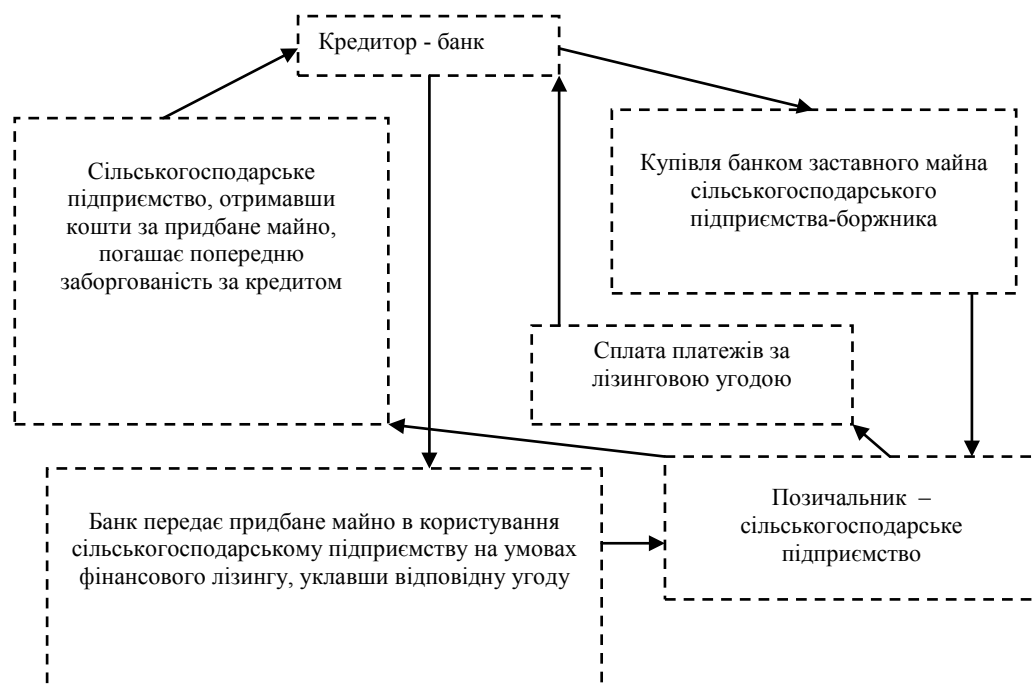 Кредитор - банк
Сільськогосподарське
підприємство, отримавши
кошти за придбане майно,
погашає попередню
заборгованість за кредитом
Купівля банком заставного майна
сільськогосподарського
підприємства-боржника
Сплата платежів за
лізинговою угодою
Банк передає придбане майно в користування
сільськогосподарському підприємству на умовах
фінансового лізингу, уклавши відповідну угоду
Позичальник –
сільськогосподарське
підприємство